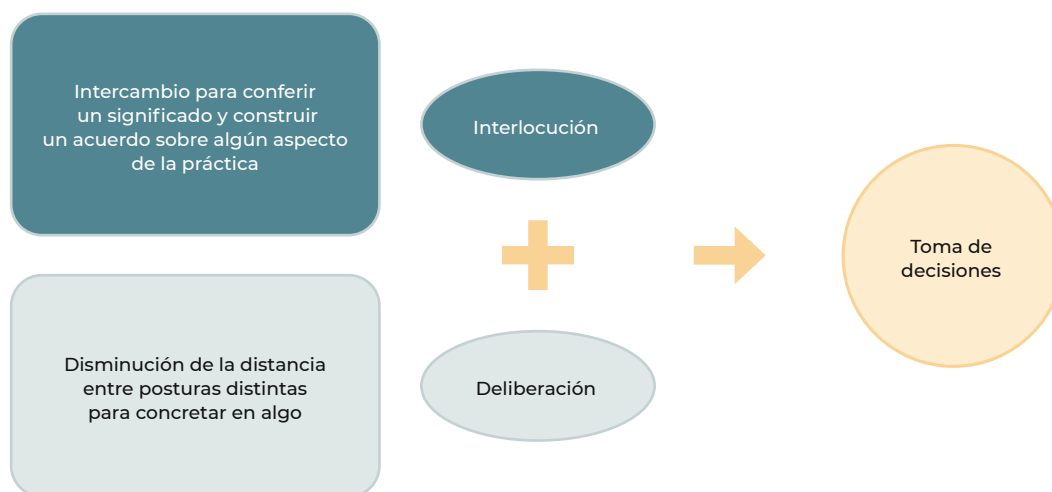 Intercambio para conferir
un significado y construir
un acuerdo sobre algún aspecto
de la práctica
Interlocución
Toma de
decisiones
Disminución de la distancia
entre posturas distintas
para concretar en algo
Deliberación